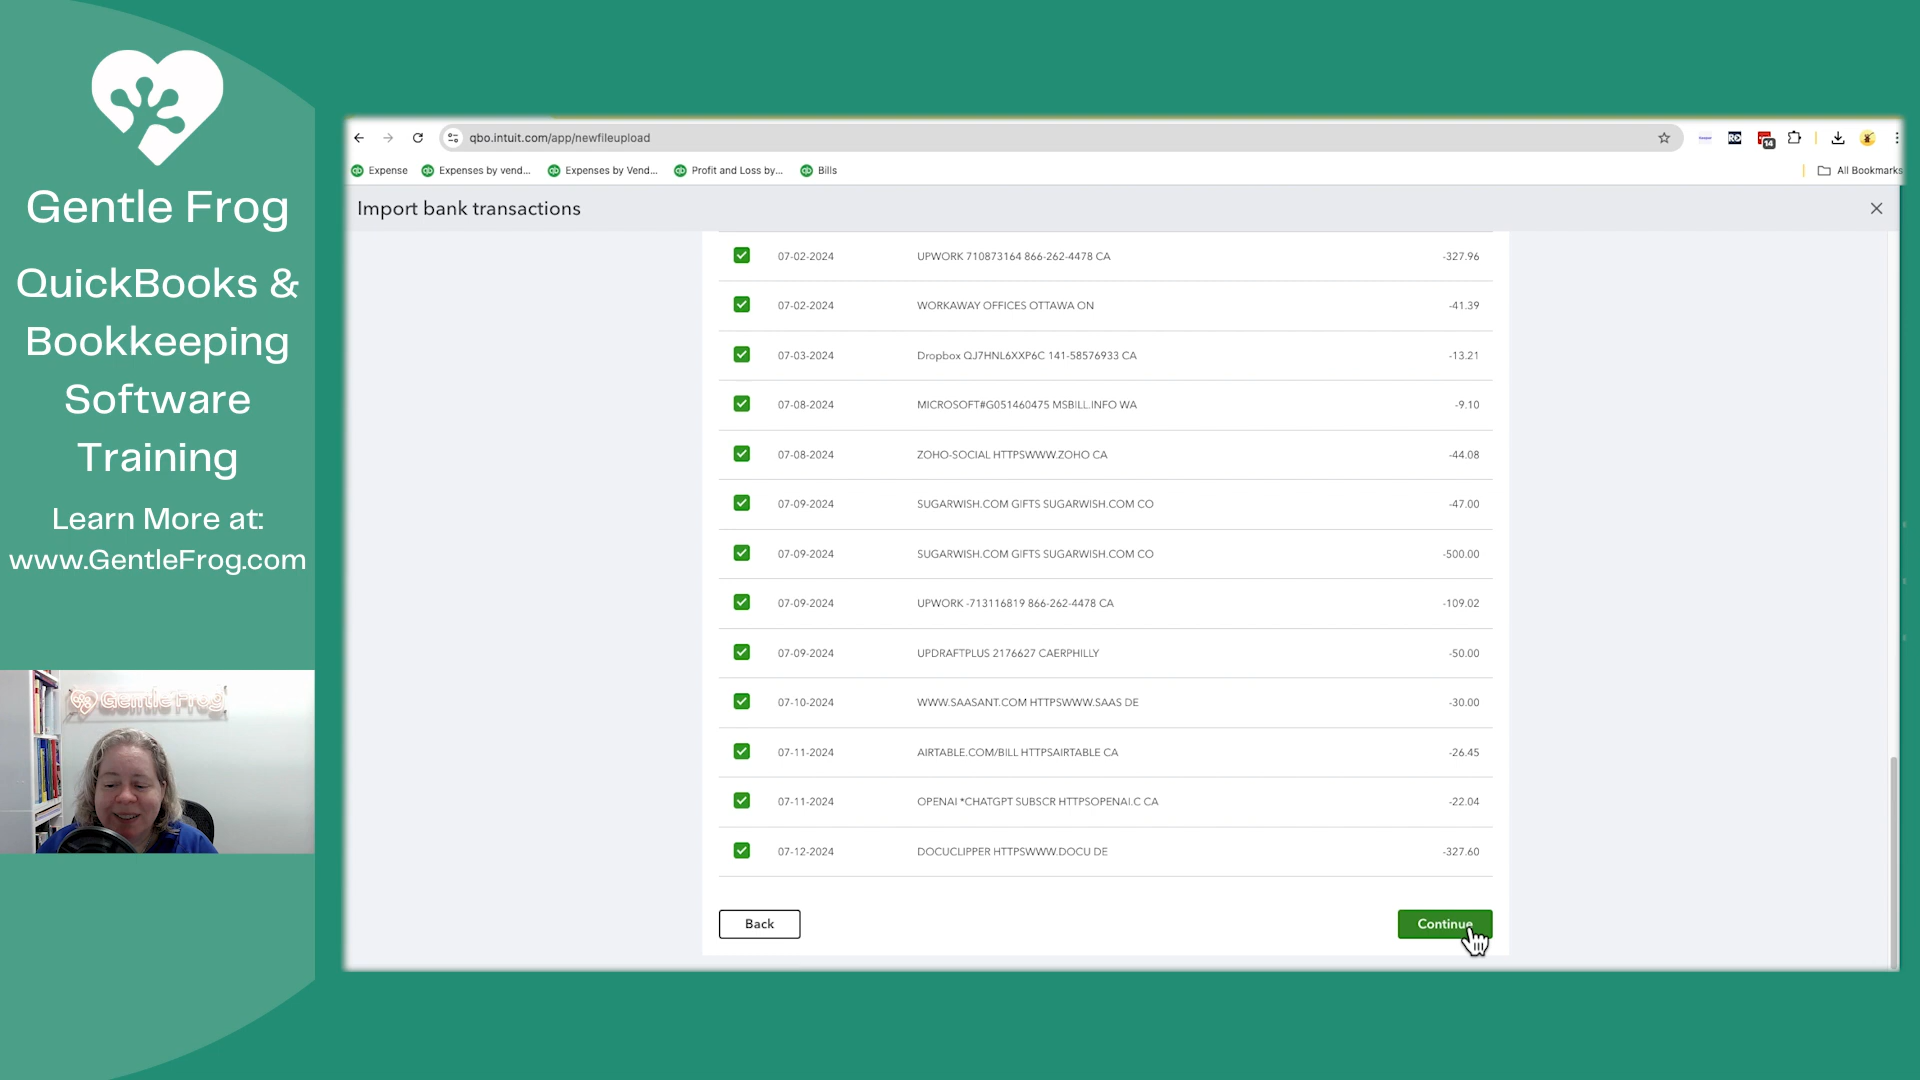 Gentle Frog
QuickBooks &
Bookkeeping
Software
Training
Learn More at:
www.GentleFrog.com
Gentle Frog
qbo.intuit.com/app/newfileupload
14
Expense
Expenses by vend...
Expenses by Vend...
Profit and Loss by...
Bills
All Bookmarks
Import bank transactions
07-02-2024 UPWORK 710873164 866-262-4478 CA -327.96
07-02-2024 WORKAWAY OFFICES OTTAWA ON -41.39
07-03-2024 Dropbox QJ7HNL6XXP6C 141-58576933 CA -13.21
07-08-2024 MICROSOFT#G051460475 MSBILL.INFO WA -9.10
07-08-2024 ZOHO-SOCIAL HTTPSWWW.ZOHO CA -44.08
07-09-2024 SUGARWISH.COM GIFTS SUGARWISH.COM CO -47.00
07-09-2024 SUGARWISH.COM GIFTS SUGARWISH.COM CO -500.00
07-09-2024 UPWORK -713116819 866-262-4478 CA -109.02
07-09-2024 UPDRAFTPLUS 2176627 CAERPHILLY -50.00
07-10-2024 WWW.SAASANT.COM HTTPSWWW.SAAS DE -30.00
07-11-2024 AIRTABLE.COM/BILL HTTPSAIRTABLE CA -26.45
07-11-2024 OPENAI *CHATGPT SUBSCR HTTPSOPENAI.C CA -22.04
07-12-2024 DOCUCLIPPER HTTPSWWW.DOCU DE -327.60
Back
Continue